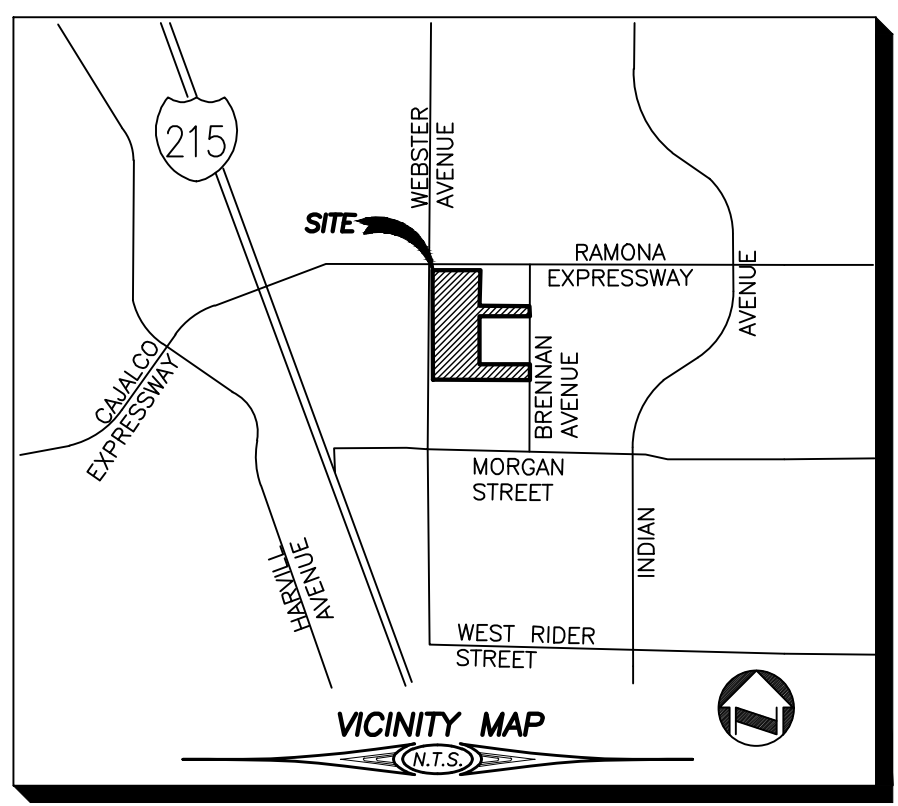 215
WEBSTER
AVENUE
SITE
RAMONA
EXPRESSWAY
AVENUE
CAJALCO
EXPRESSWAY
BRENNAN
AVENUE
MORGAN
STREET
INDIAN
HARVILL
AVENUE
WEST RIDER
STREET
N
VICINITY MAP
N.T.S.